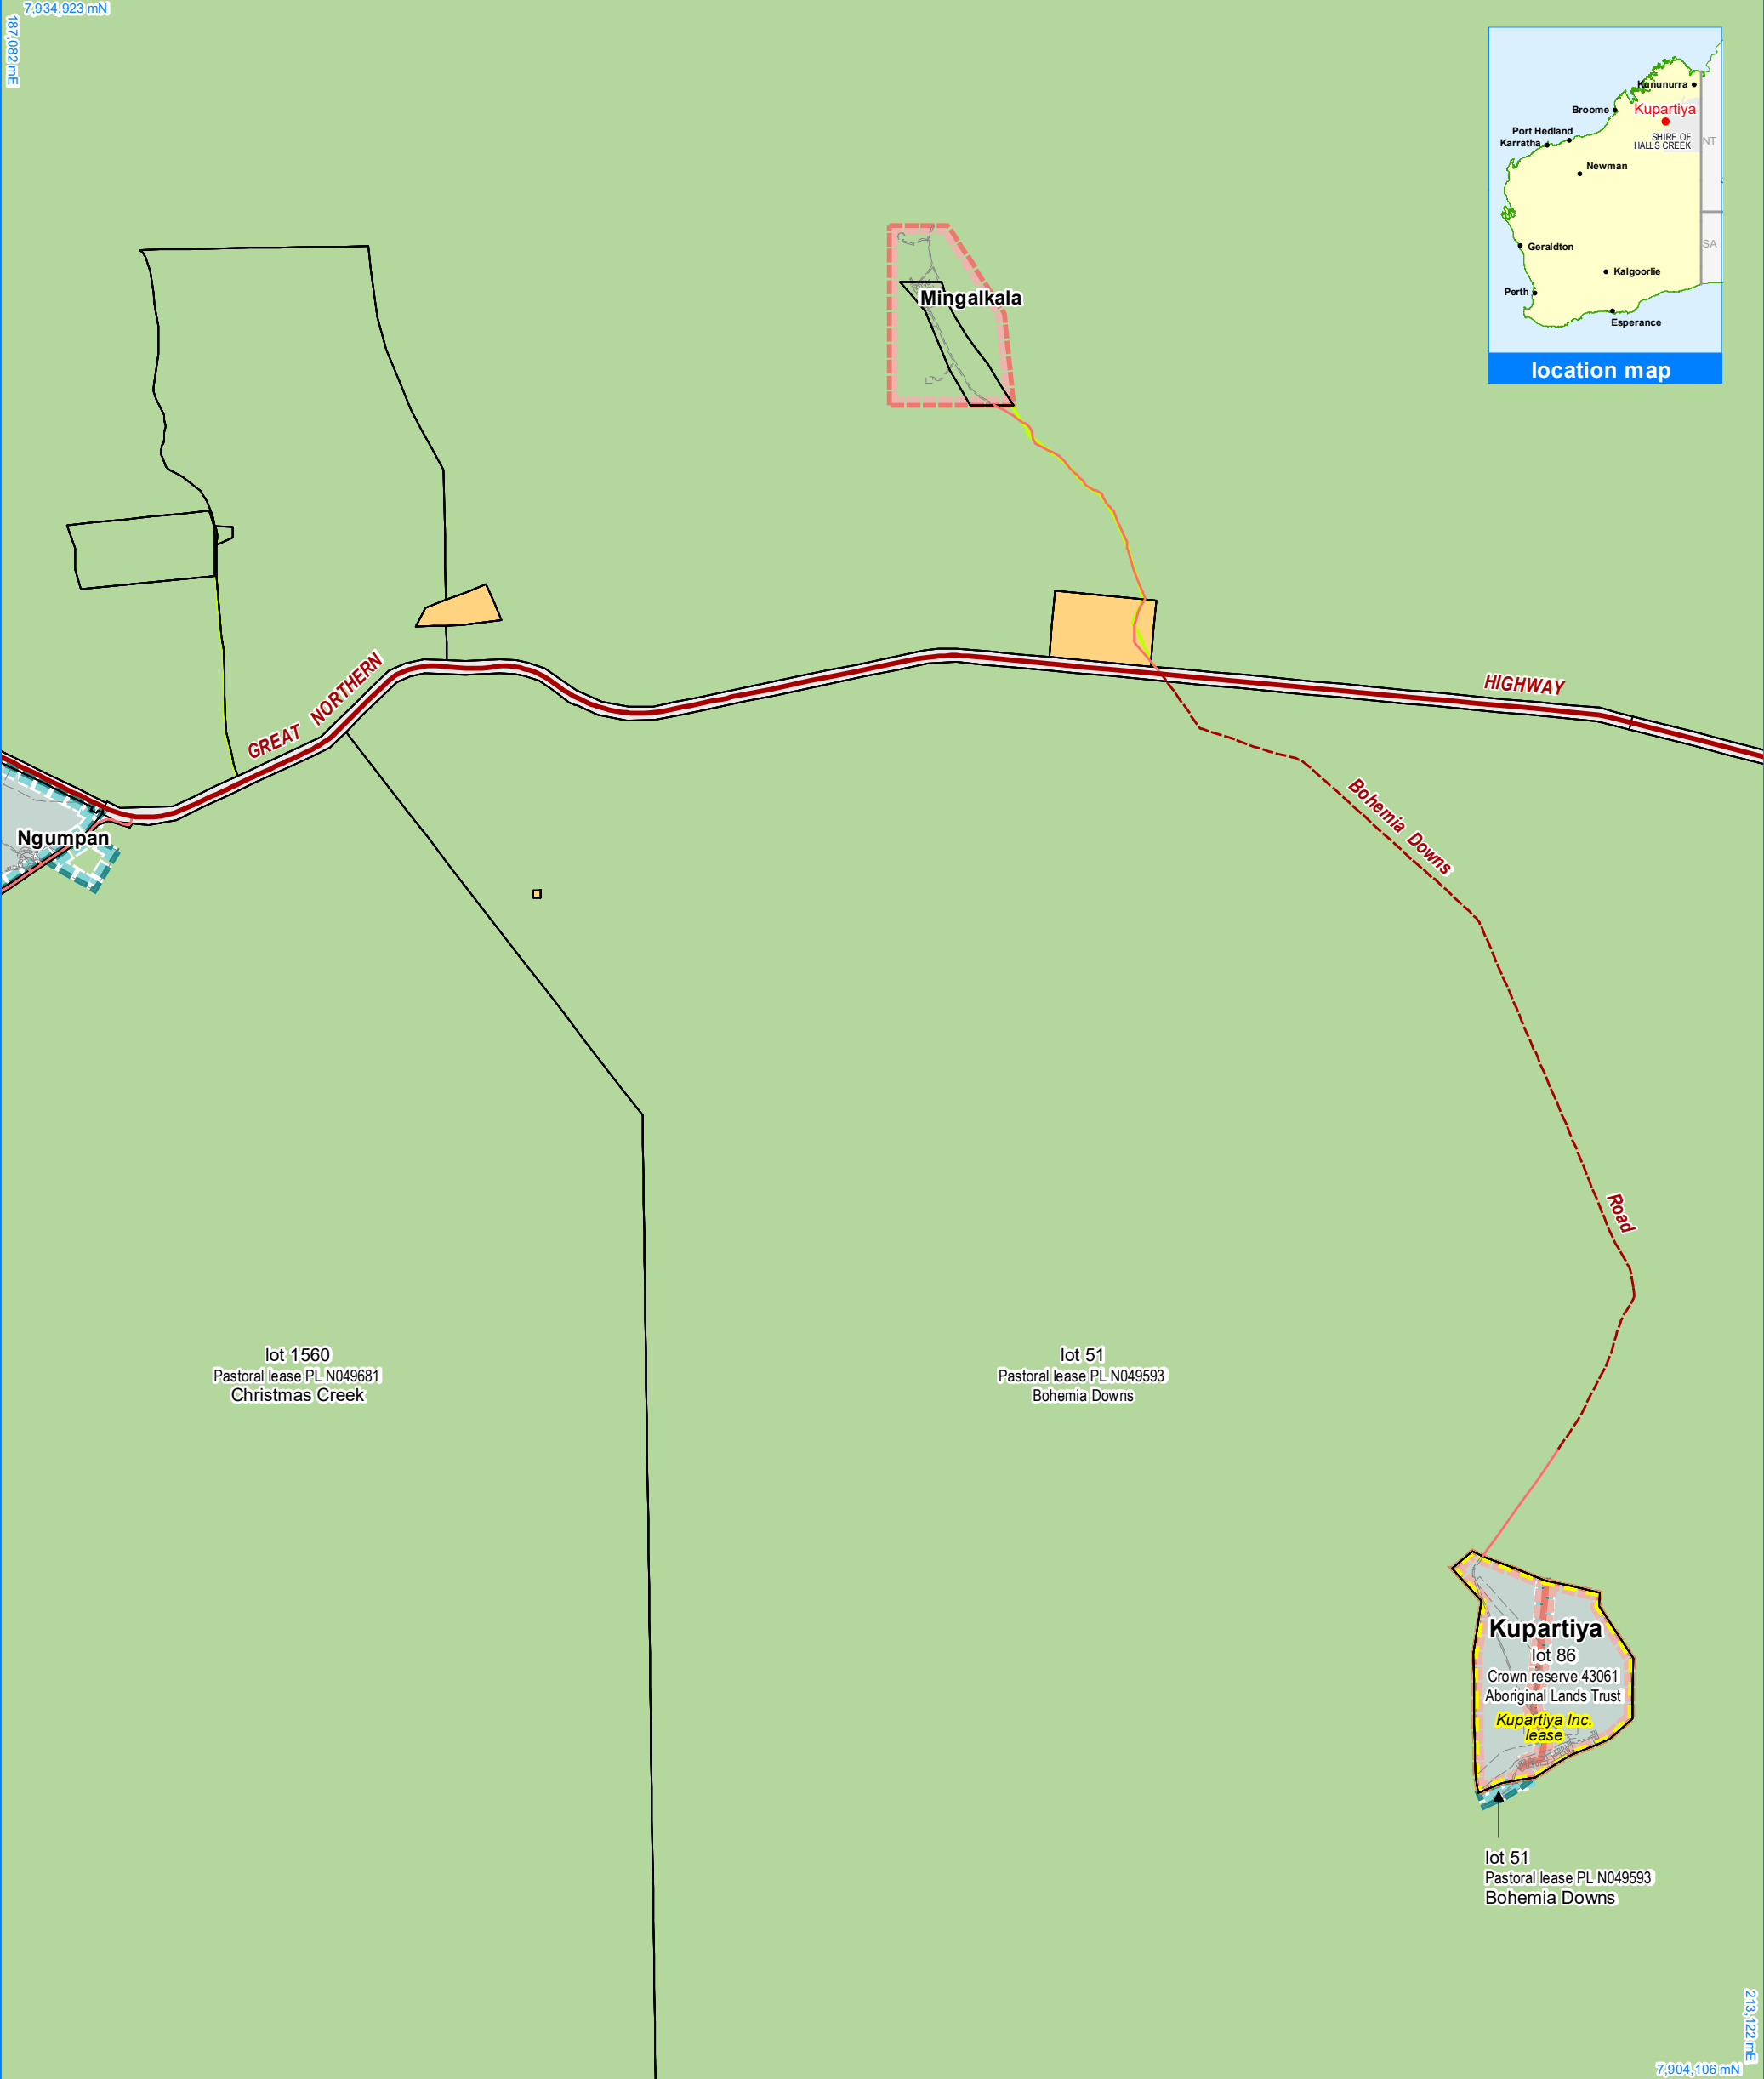 7,934,923 mN
187,082 mE
Kununurra
Broome
Kupartiya
Port Hedland
SHIRE OF
HALLS CREEK
NT
Karratha
Newman
SA
Geraldton
Kalgoorlie
Perth
Esperance
location map
Mingalkala
GREAT NORTHERN
HIGHWAY
Ngumpan
Bohemia Downs
Road
lot 1560
Pastoral lease PL N049681
Christmas Creek
lot 51
Pastoral lease PL N049593
Bohemia Downs
Kupartiya
lot 86
Crown reserve 43061
Aboriginal Lands Trust
Kupartiya Inc.
lease
lot 51
Pastoral lease PL N049593
Bohemia Downs
213,122 mE
7,904,106 mN